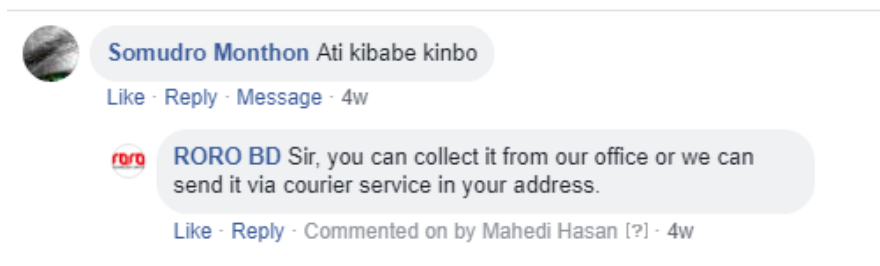 Somudro Monthon Ati kibabe kinbo
Like · Reply · Message · 4w
roro
RORO BD Sir, you can collect it from our office or we can
send it via courier service in your address.
Like · Reply · Commented on by Mahedi Hasan [?] · 4w